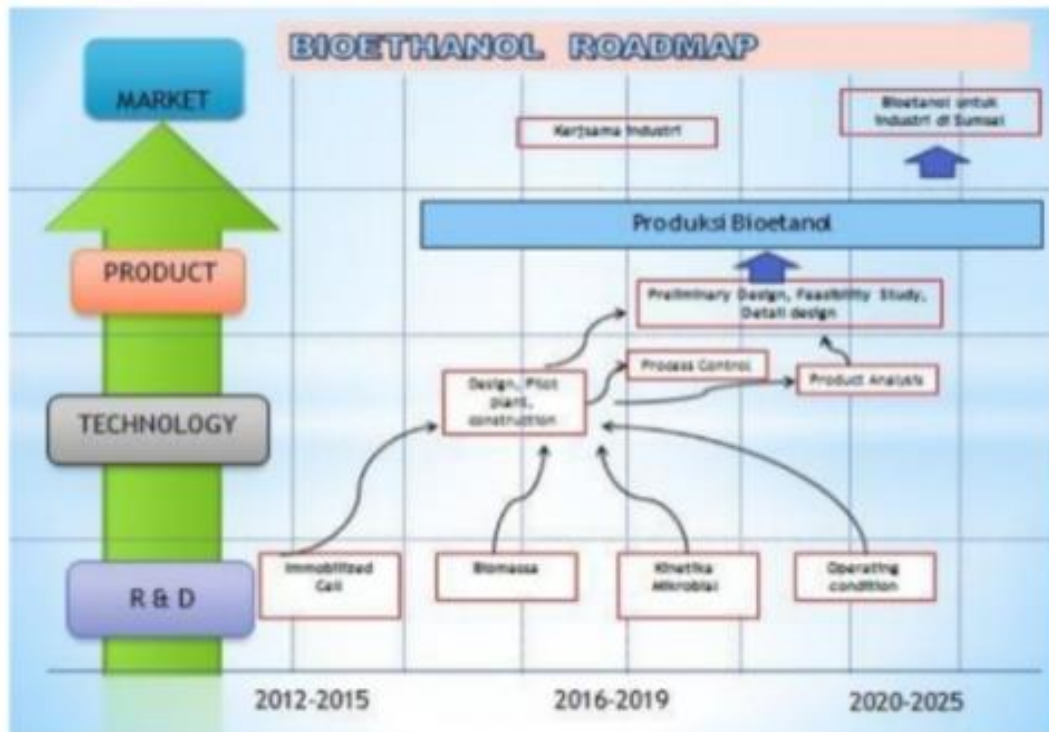 BIOETHANOL ROADMAP
MARKET
Bioetanol untuk
Industri di Sumsel
Kerjsama Industri
Produksi Bioetanol
PRODUCT
Preliminary Design, Feasibility Study,
Detail design
Process Control
Product Analysis
Design, Pilot
plant,
construction
TECHNOLOGY
Immobilized
Cell
Biomassa
Kinetika
Mikrobial
Operating
condition
R & D
2012-2015
2016-2019
2020-2025